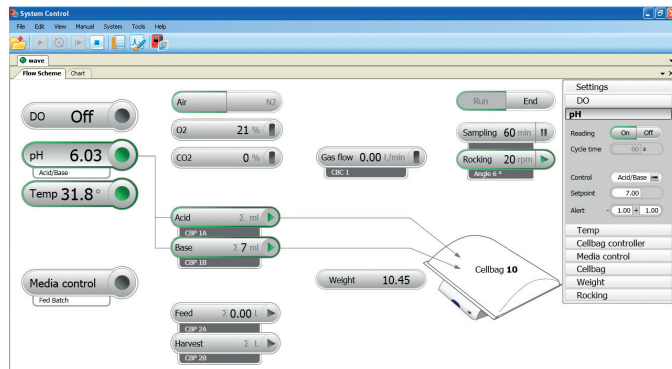 System Control
File Edit View Manual System Tools Help
wave
Flow Scheme Chart
DO Off
pH 6.03
Acid/Base
Temp 31.8 °
Media control
Fed Batch
Air N2
O2 21 %
CO2 0 %
Gas flow 0.00 L/min
CBC 1
Acid Σ ml
CBP 1A
Base Σ 7 ml
CBP 1B
Feed Σ 0.00 L
CBP 2A
Harvest Σ L
CBP 2B
Run End
Sampling 60 min
Rocking 20 rpm
Angle 6 °
Weight 10.45
Cellbag 10
Settings
DO
pH
Reading On Off
Cycle time 60 s
Control Acid/Base
Setpoint 7.00
Alert - 1.00 + 1.00
Temp
Cellbag controller
Media control
Cellbag
Weight
Rocking